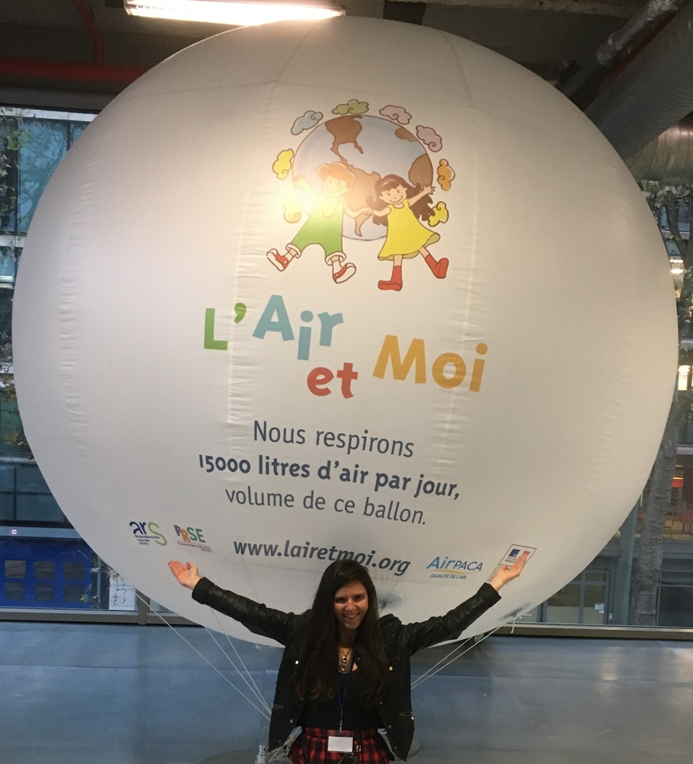 L'Air
et Moi
Nous respirons
15000 litres d'air par jour,
volume de ce ballon.
ars PRSE
www.lairetmoi.org
AirPACA
QUALITÉ DE L'AIR